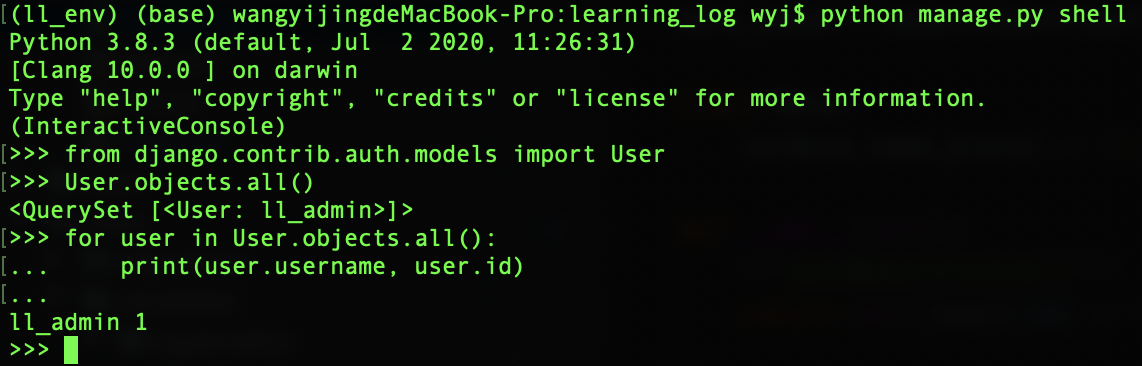 [(ll_env) (base) wangyijingdeMacBook-Pro:learning_log wyj$ python manage.py shell
Python 3.8.3 (default, Jul  2 2020, 11:26:31)
[Clang 10.0.0 ] on darwin
Type "help", "copyright", "credits" or "license" for more information.
(InteractiveConsole)
[>>> from django.contrib.auth.models import User
[>>> User.objects.all()
<QuerySet [<User: ll_admin>]>
[>>> for user in User.objects.all():
[...     print(user.username, user.id)
[...
ll_admin 1
>>>